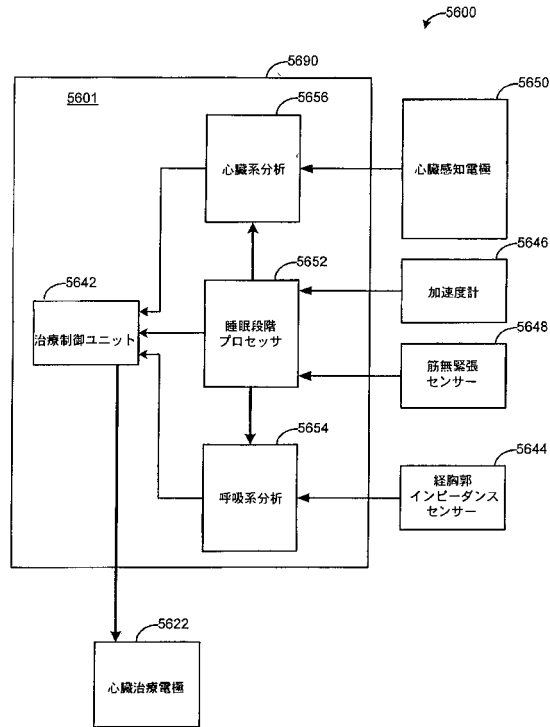 5600
5690
5601
5656
心臓系分析
5650
心臓感知電極
5646
加速度計
5642
治療制御ユニット
5652
睡眠段階
プロセッサ
5648
筋無緊張
センサー
5654
呼吸系分析
5644
経胸郭
インピーダンス
センサー
5622
心臓治療電極